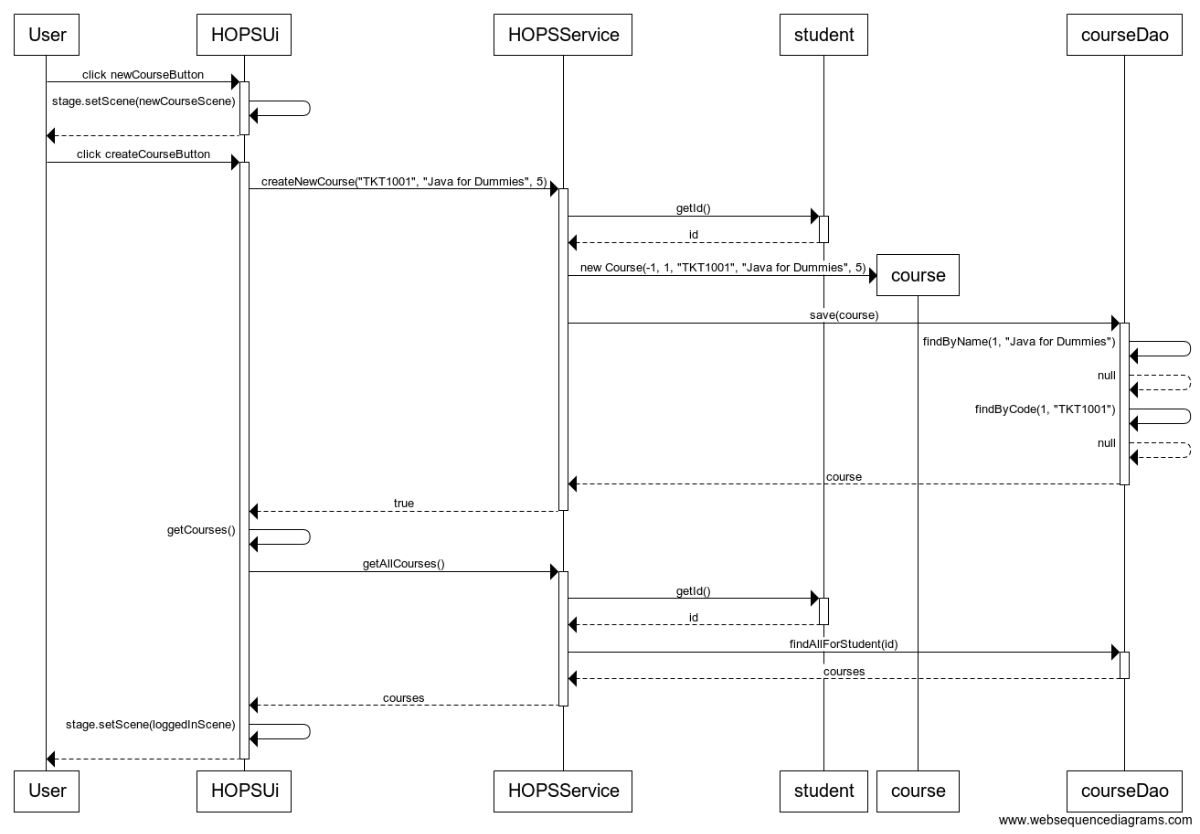 User HOPSUi HOPSService student courseDao
click newCourseButton
stage.setScene(newCourseScene)
click createCourseButton
createNewCourse("TKT1001", "Java for Dummies", 5)
getId()
id
new Course(-1, 1, "TKT1001", "Java for Dummies", 5)
course
save(course)
findByName(1, "Java for Dummies")
null
findByCode(1, "TKT1001")
null
course
true
getCourses()
getAllCourses()
getId()
id
findAllForStudent(id)
courses
courses
stage.setScene(loggedInScene)
User HOPSUi HOPSService student course courseDao
www.websequencediagrams.com